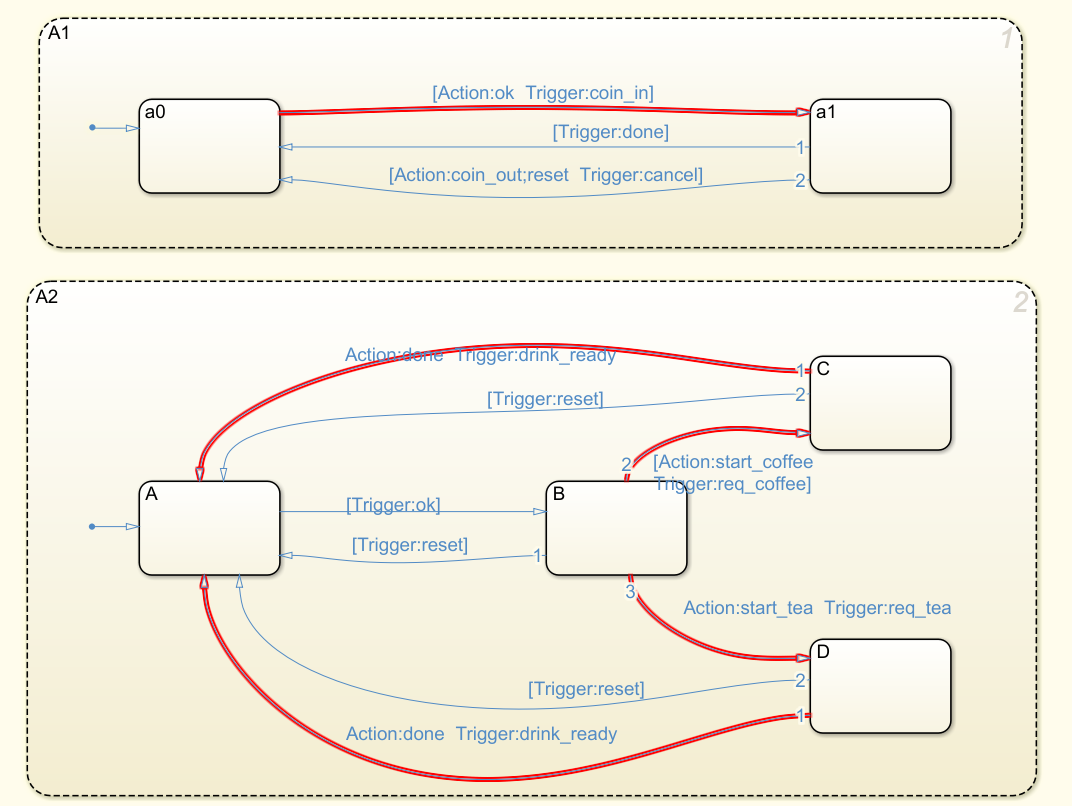 A1
1
[Action:ok Trigger:coin_in]
a0
a1
[Trigger:done]
1
[Action:coin_out;reset Trigger:cancel]
2
A2
2
Action:done Trigger:drink_ready
1
C
[Trigger:reset]
2
2
[Action:start_coffee
Trigger:req_coffee]
A
[Trigger:ok]
B
[Trigger:reset]
1
3
Action:start_tea Trigger:req_tea
D
[Trigger:reset]
2
Action:done Trigger:drink_ready
1